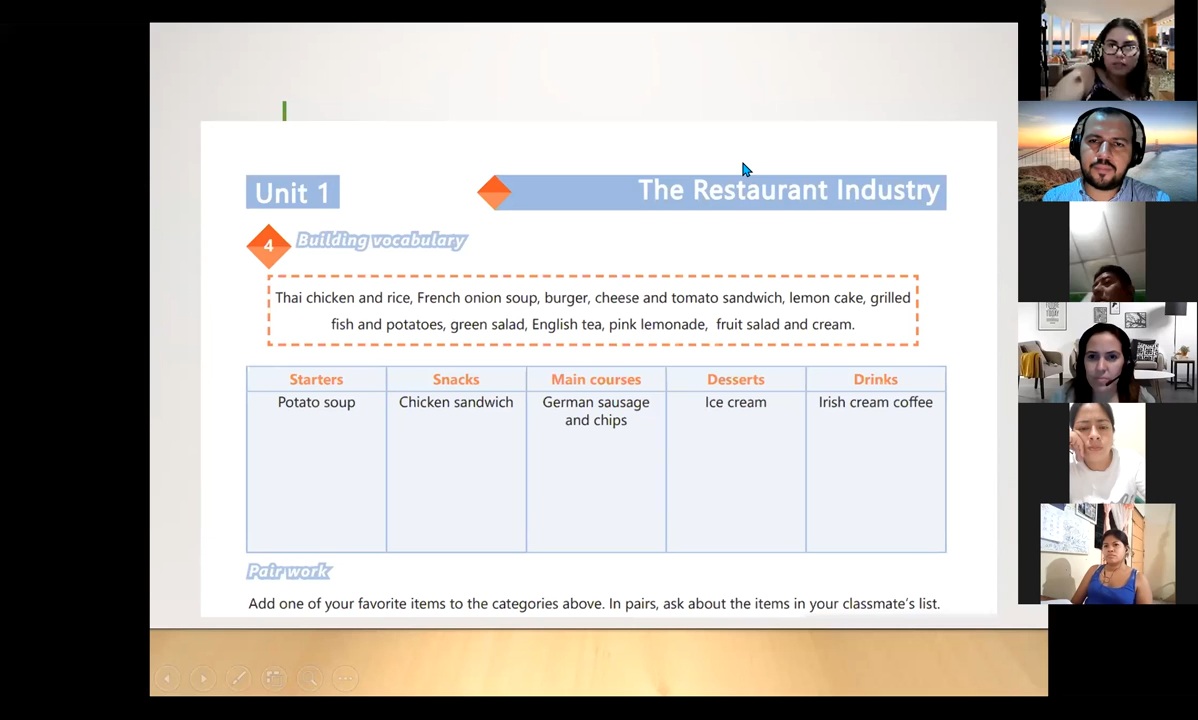 Unit 1
The Restaurant Industry
4
Building vocabulary
Thai chicken and rice, French onion soup, burger, cheese and tomato sandwich, lemon cake, grilled
fish and potatoes, green salad, English tea, pink lemonade, fruit salad and cream.
Starters Snacks Main courses Desserts Drinks
Potato soup Chicken sandwich German sausage Ice cream Irish cream coffee
and chips
Pair work
Add one of your favorite items to the categories above. In pairs, ask about the items in your classmate's list.